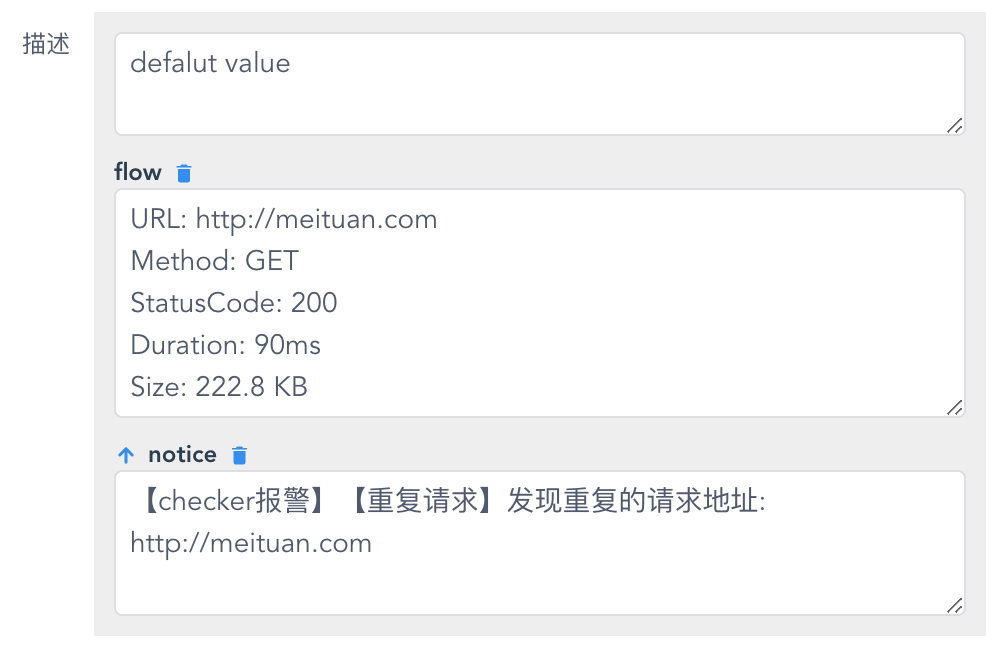 描述
defalut value
flow
URL: http://meituan.com
Method: GET
StatusCode: 200
Duration: 90ms
Size: 222.8 KB
notice
【checker报警】【重复请求】发现重复的请求地址:
http://meituan.com